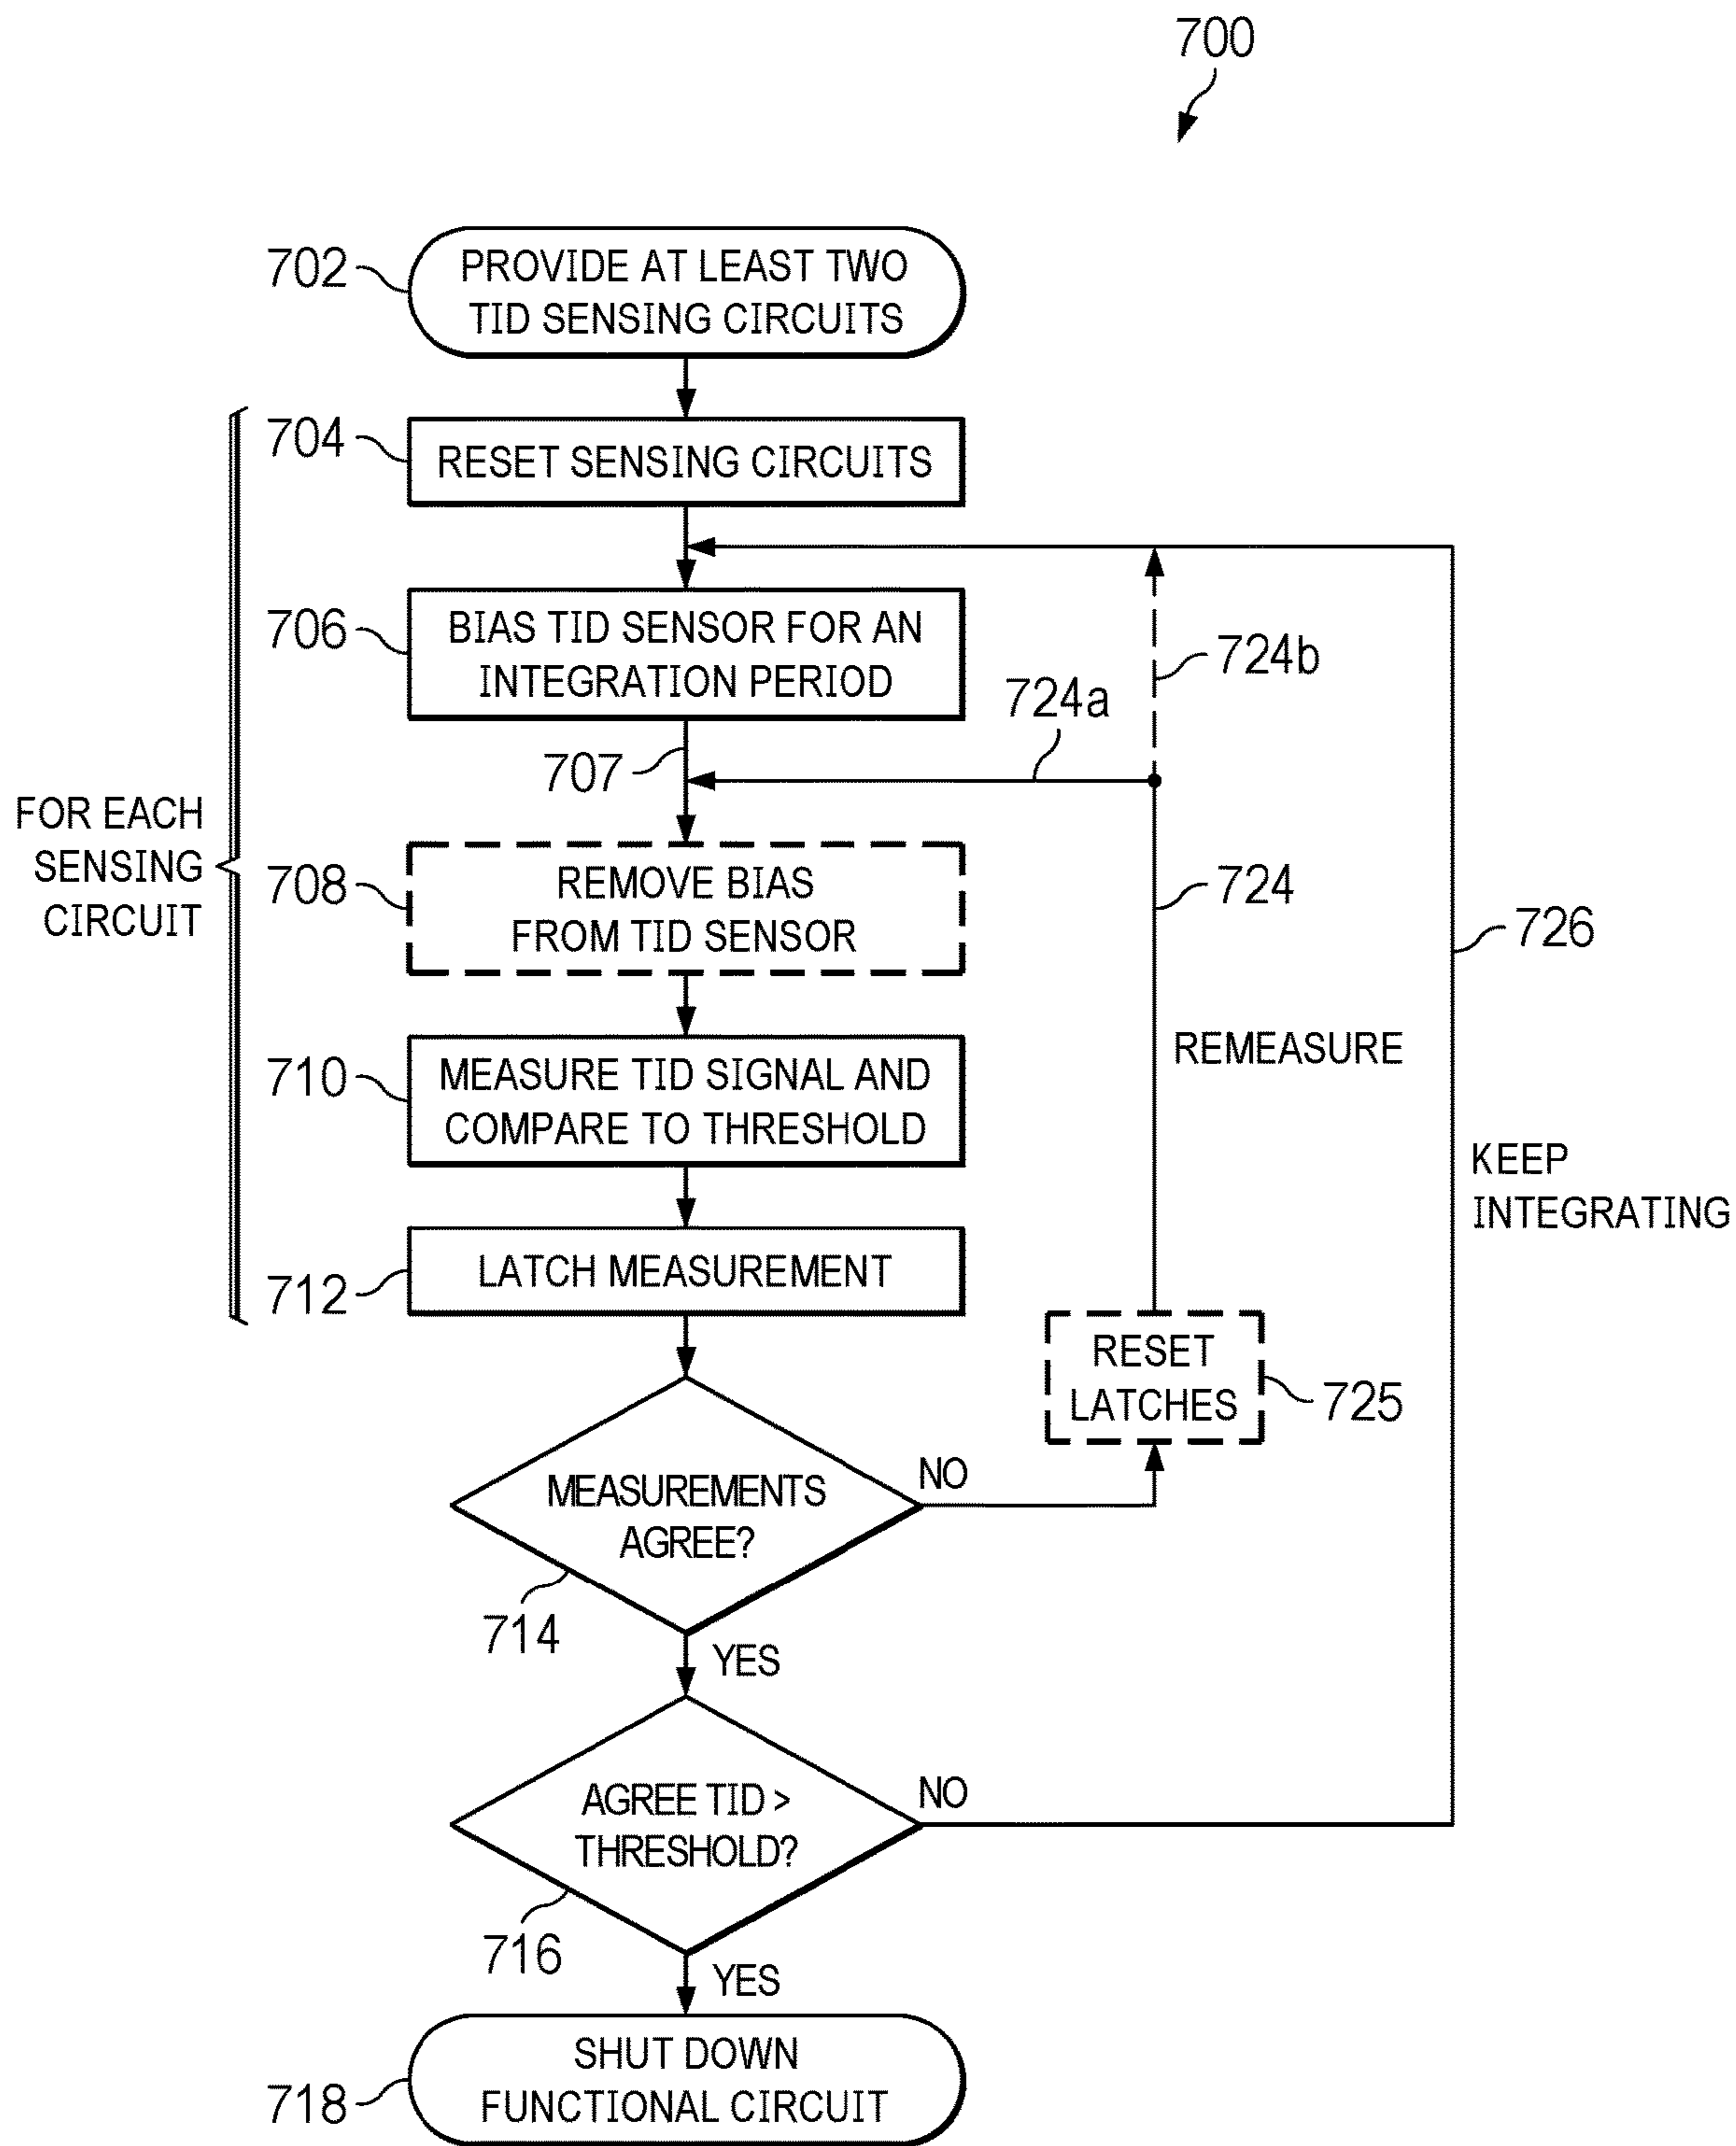 700
702
PROVIDE AT LEAST TWO
TID SENSING CIRCUITS
704
RESET SENSING CIRCUITS
706
BIAS TID SENSOR FOR AN
INTEGRATION PERIOD
724b
724a
707
FOR EACH
SENSING
CIRCUIT
708
REMOVE BIAS
FROM TID SENSOR
724
726
710
MEASURE TID SIGNAL AND
COMPARE TO THRESHOLD
REMEASURE
KEEP
INTEGRATING
712
LATCH MEASUREMENT
RESET
LATCHES
725
MEASUREMENTS
AGREE?
NO
714
YES
AGREE TID >
THRESHOLD?
NO
716
YES
718
SHUT DOWN
FUNCTIONAL CIRCUIT